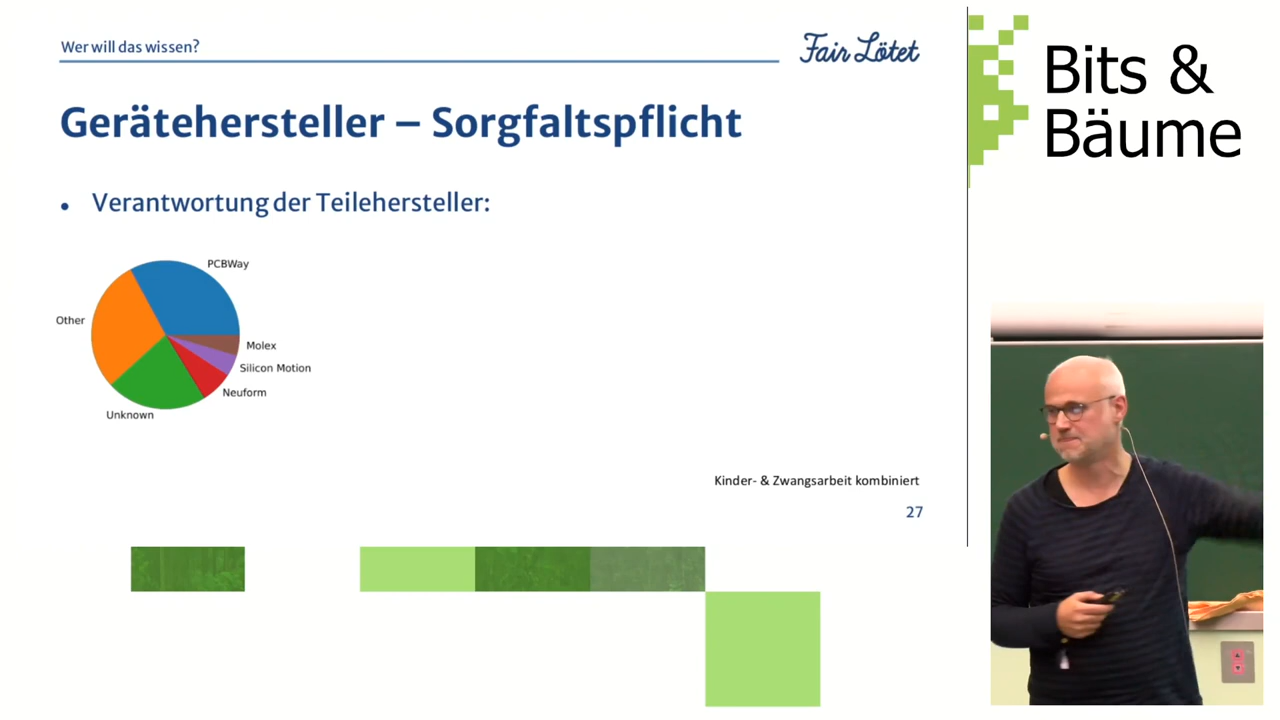 Wer will das wissen?
Fair Lötet
Gerätehersteller – Sorgfaltspflicht
• Verantwortung der Teilehersteller:
PCBWay
Other
Molex
Silicon Motion
Neuform
Unknown
Kinder- & Zwangsarbeit kombiniert
27
Bits &
Bäume